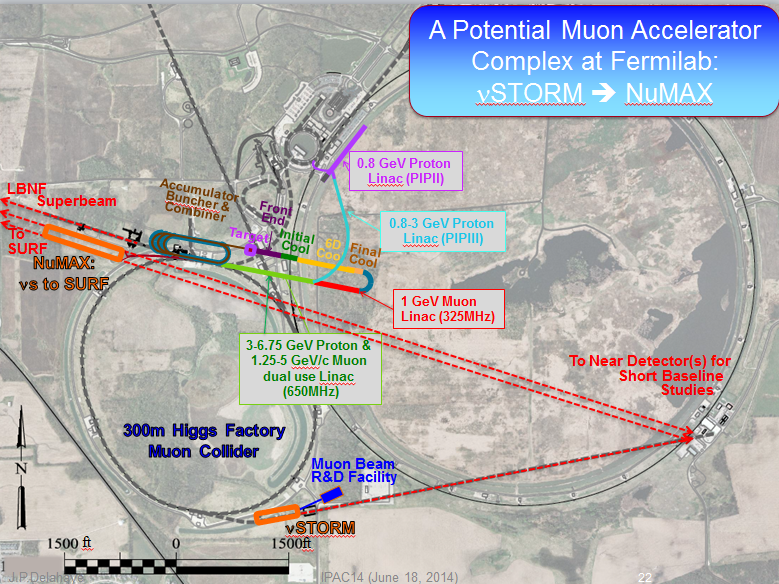 A Potential Muon Accelerator
Complex at Fermilab:
νSTORM ➔ NuMAX
0.8 GeV Proton
Linac (PIPII)
LBNF
Superbeam
Accumulator
Buncher &
Combiner
Front
End
Target
Initial
Cool
6D
Cool
Final
Cool
0.8-3 GeV Proton
Linac (PIPIII)
To
SURF
NuMAX:
νs to SURF
1 GeV Muon
Linac (325MHz)
3-6.75 GeV Proton &
1.25-5 GeV/c Muon
dual use Linac
(650MHz)
To Near Detector(s) for
Short Baseline
Studies
300m Higgs Factory
Muon Collider
Muon Beam
R&D Facility
νSTORM
N
1500 ft 0 1500ft
J.P.Delahaye IPAC14 (June 18, 2014) 22